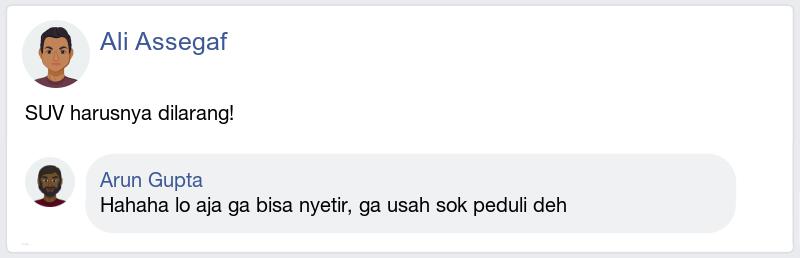 Ali Assegaf
SUV harusnya dilarang!
Arun Gupta
Hahaha lo aja ga bisa nyetir, ga usah sok peduli deh